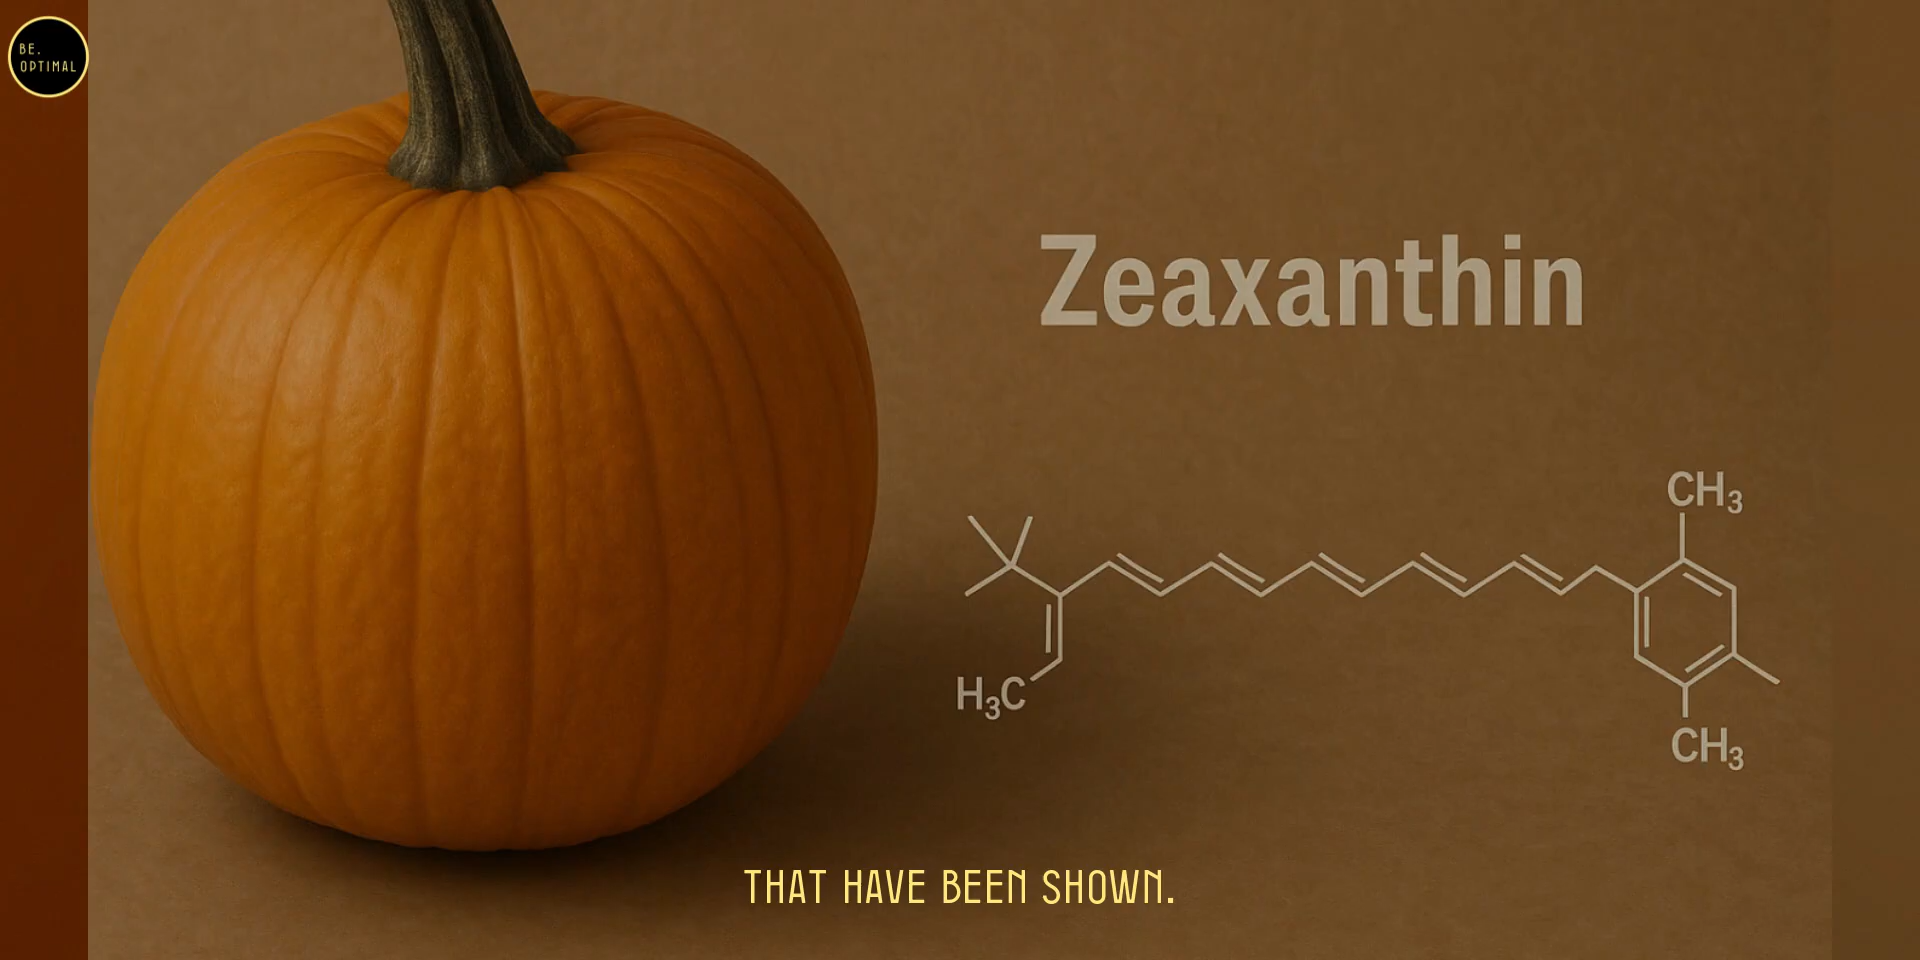 BE.
OPTIMAL
Zeaxanthin
CH3
H3C
CH3
THAT HAVE BEEN SHOWN.